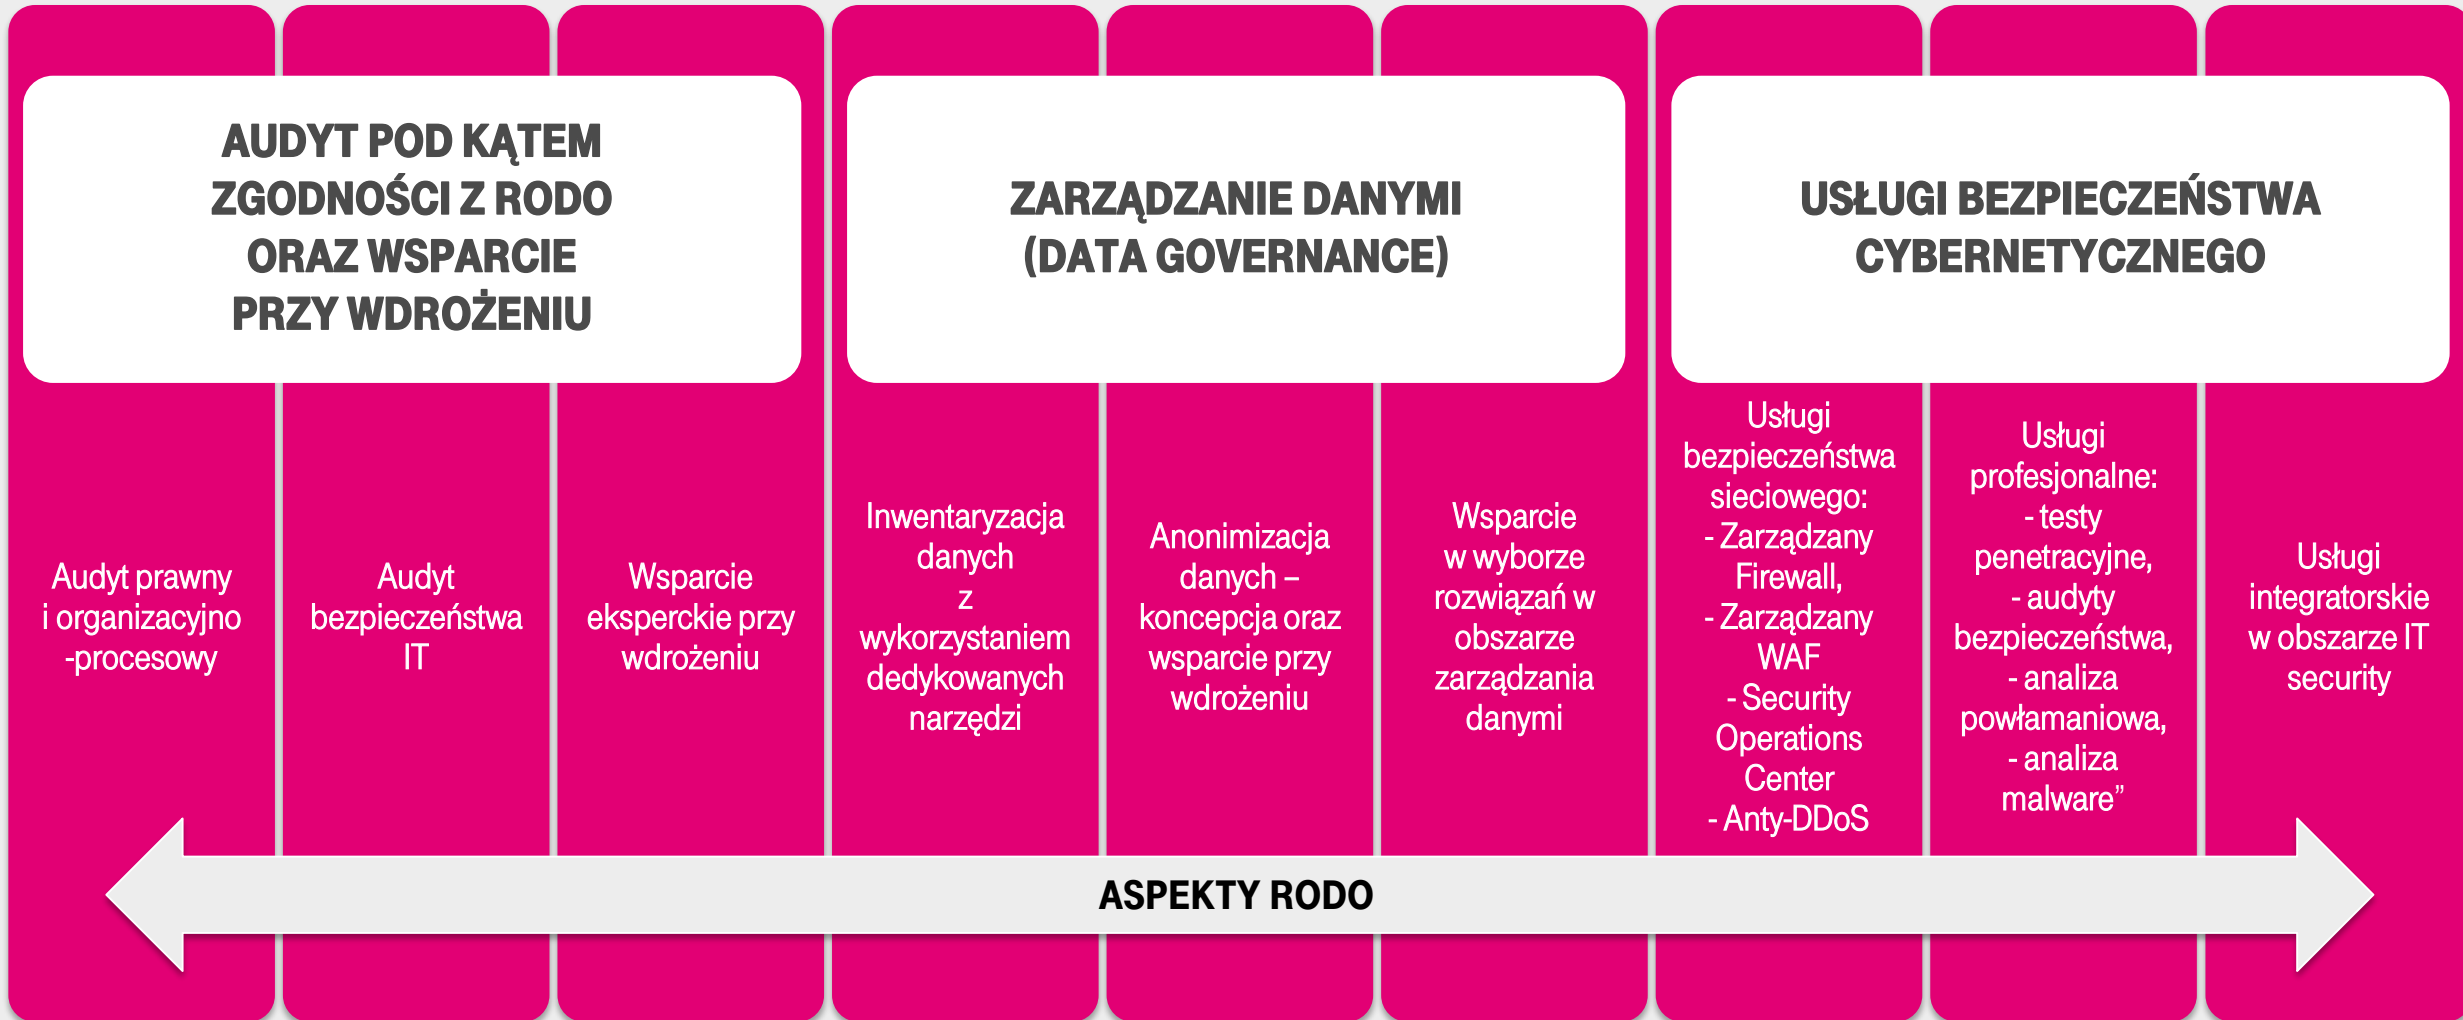 AUDYT POD KĄTEM
ZGODNOŚCI Z RODO
ORAZ WSPARCIE
PRZY WDROŻENIU
ZARZĄDZANIE DANYMI
(DATA GOVERNANCE)
USŁUGI BEZPIECZEŃSTWA
CYBERNETYCZNEGO
Audyt prawny
i organizacyjno
-procesowy
Audyt
bezpieczeństwa
IT
Wsparcie
eksperckie przy
wdrożeniu
Inwentaryzacja
danych
z
wykorzystaniem
dedykowanych
narzędzi
Anonimizacja
danych –
koncepcja oraz
wsparcie przy
wdrożeniu
Wsparcie
w wyborze
rozwiązań w
obszarze
zarządzania
danymi
Usługi
bezpieczeństwa
sieciowego:
- Zarządzany
Firewall,
- Zarządzany
WAF
- Security
Operations
Center
- Anty-DDoS
Usługi
profesjonalne:
- testy
penetracyjne,
- audyty
bezpieczeństwa,
- analiza
powłamaniowa,
- analiza
malware”
Usługi
integratorskie
w obszarze IT
security
ASPEKTY RODO